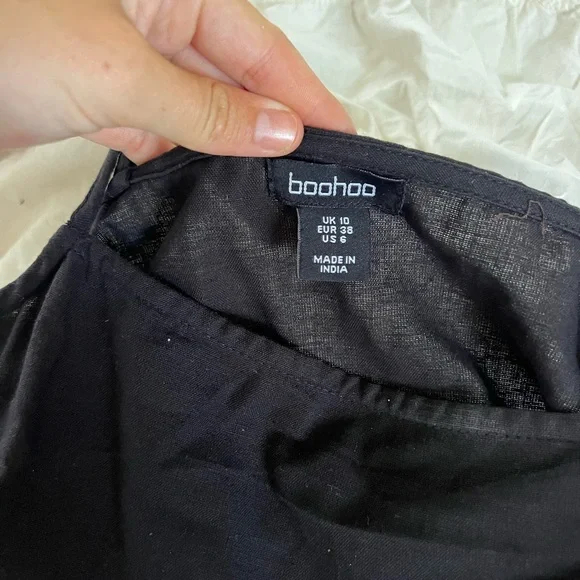 boohoo
UK 10
EUR 38
US 6
MADE IN
INDIA